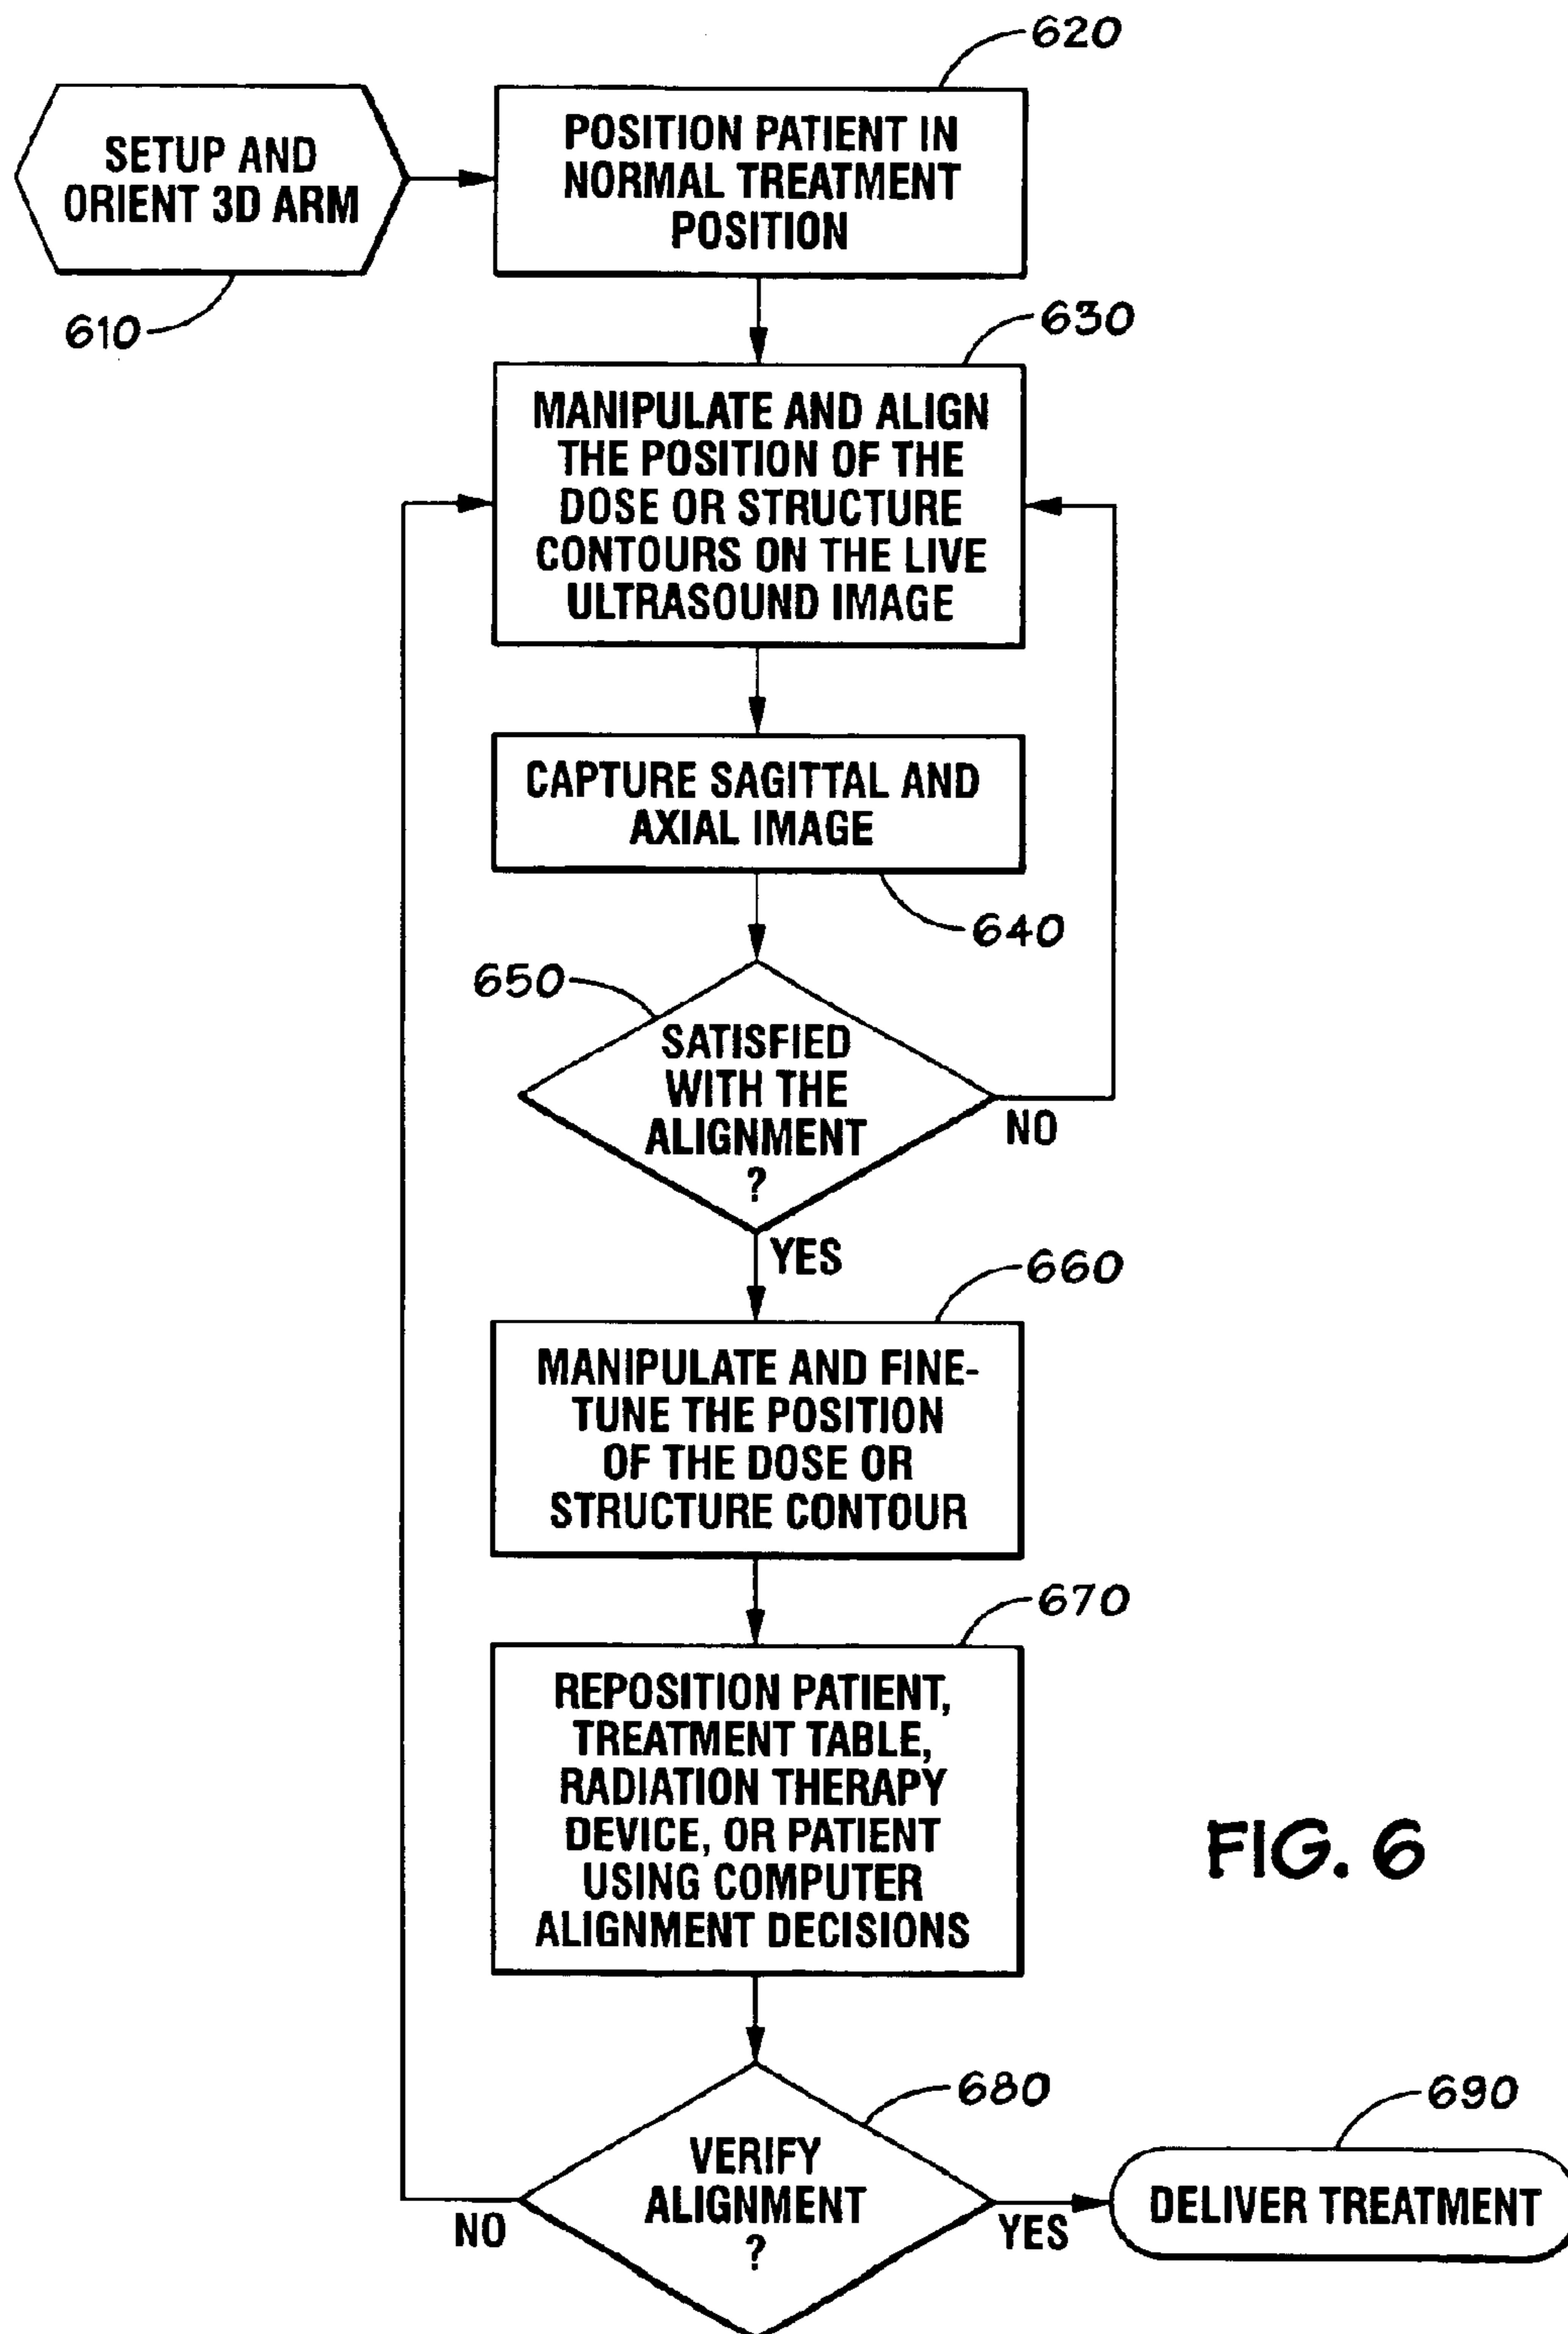 620
SETUP AND
ORIENT 3D ARM
610
POSITION PATIENT IN
NORMAL TREATMENT
POSITION
630
MANIPULATE AND ALIGN
THE POSITION OF THE
DOSE OR STRUCTURE
CONTOURS ON THE LIVE
ULTRASOUND IMAGE
CAPTURE SAGITTAL AND
AXIAL IMAGE
640
650
SATISFIED
WITH THE
ALIGNMENT
?
NO
YES
660
MANIPULATE AND FINE-
TUNE THE POSITION
OF THE DOSE OR
STRUCTURE CONTOUR
670
REPOSITION PATIENT,
TREATMENT TABLE,
RADIATION THERAPY
DEVICE, OR PATIENT
USING COMPUTER
ALIGNMENT DECISIONS
FIG. 6
680
VERIFY
ALIGNMENT
?
NO
YES
690
DELIVER TREATMENT